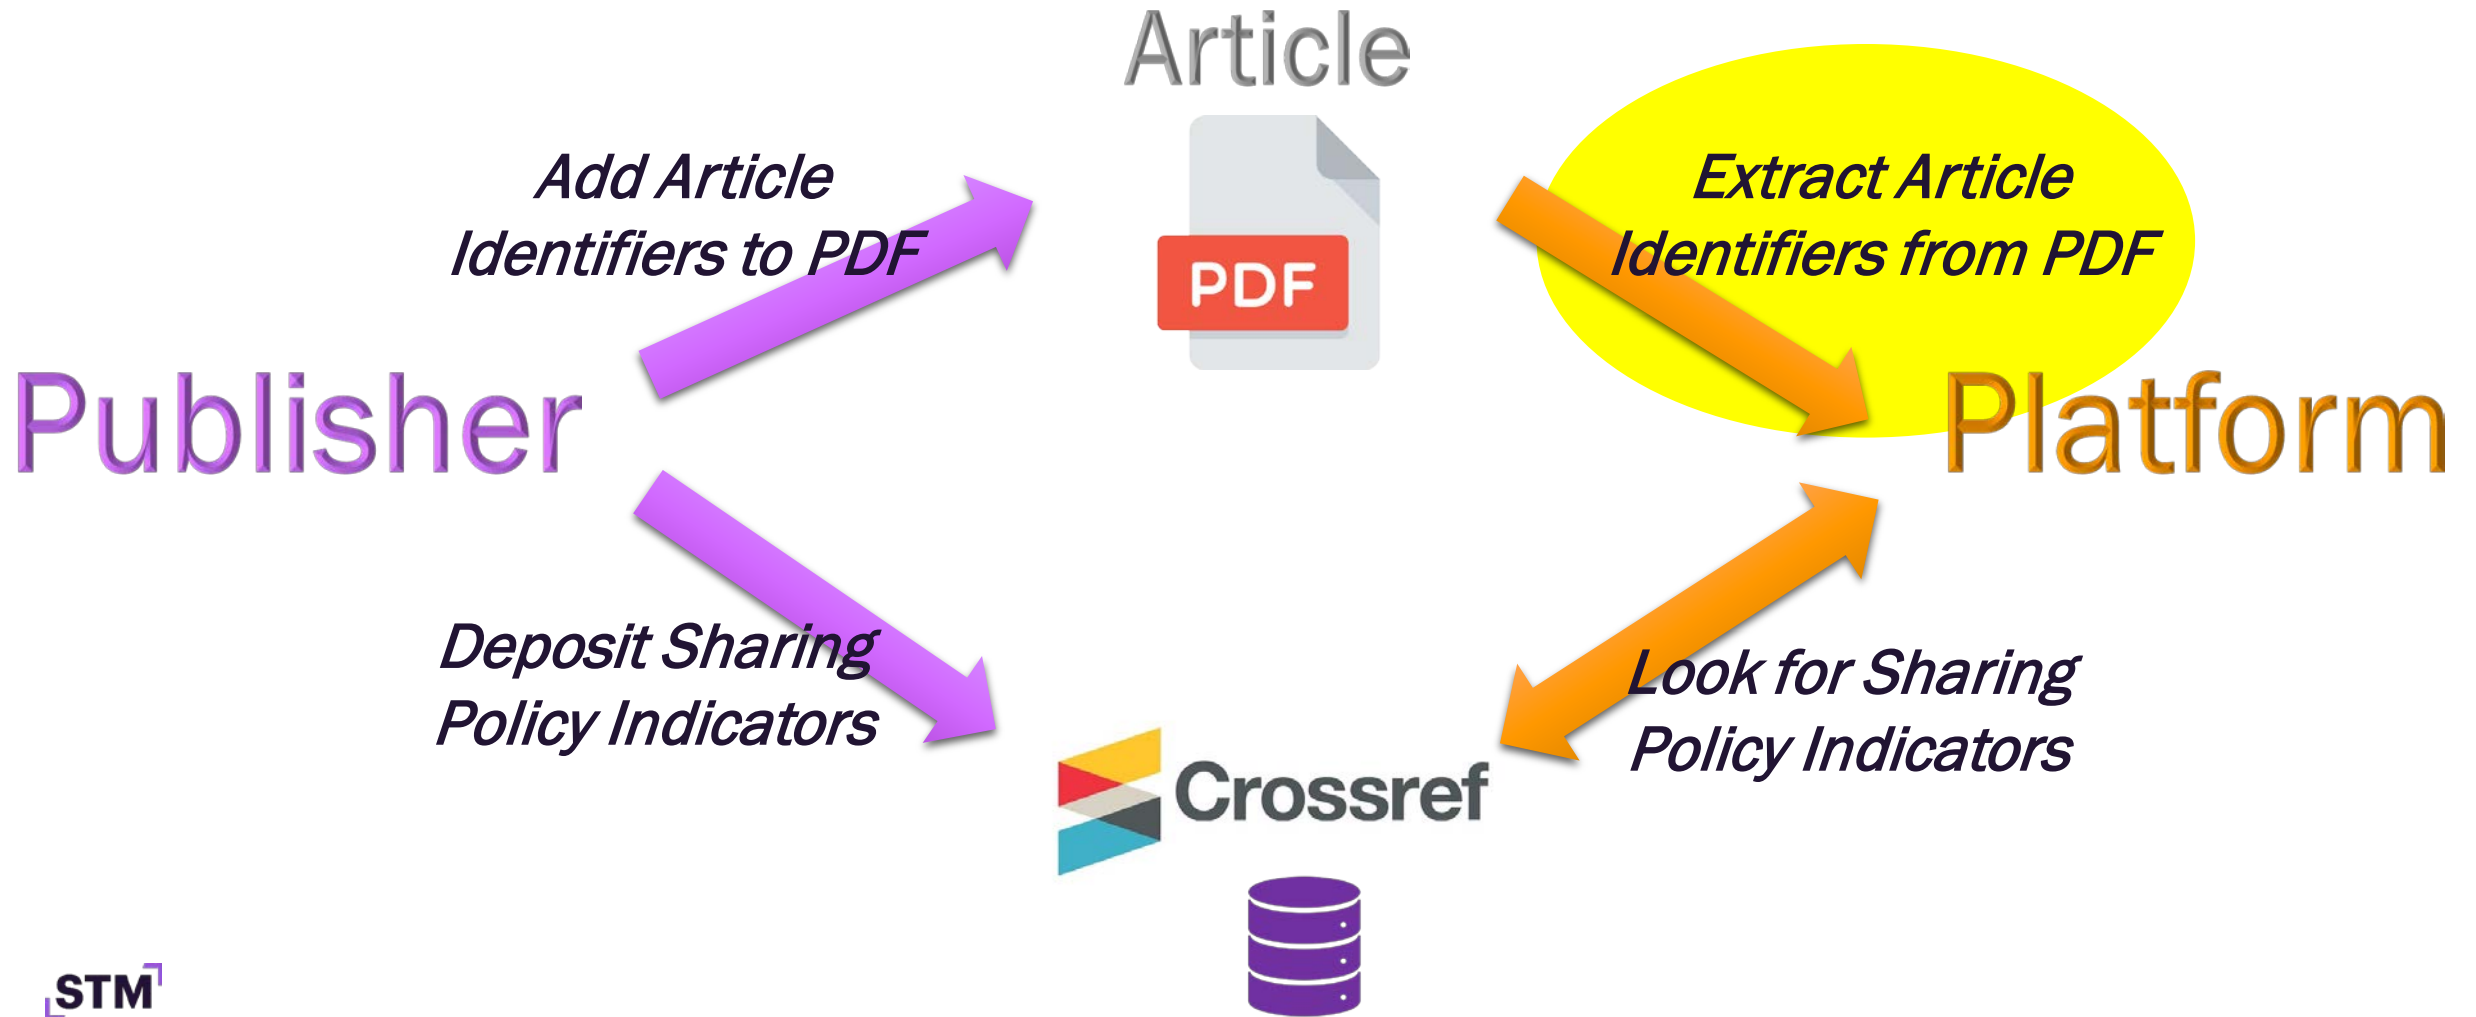 Article
Add Article
Identifiers to PDF
PDF
Extract Article
Identifiers from PDF
Publisher
Platform
Deposit Sharing
Policy Indicators
Crossref
Look for Sharing
Policy Indicators
STM